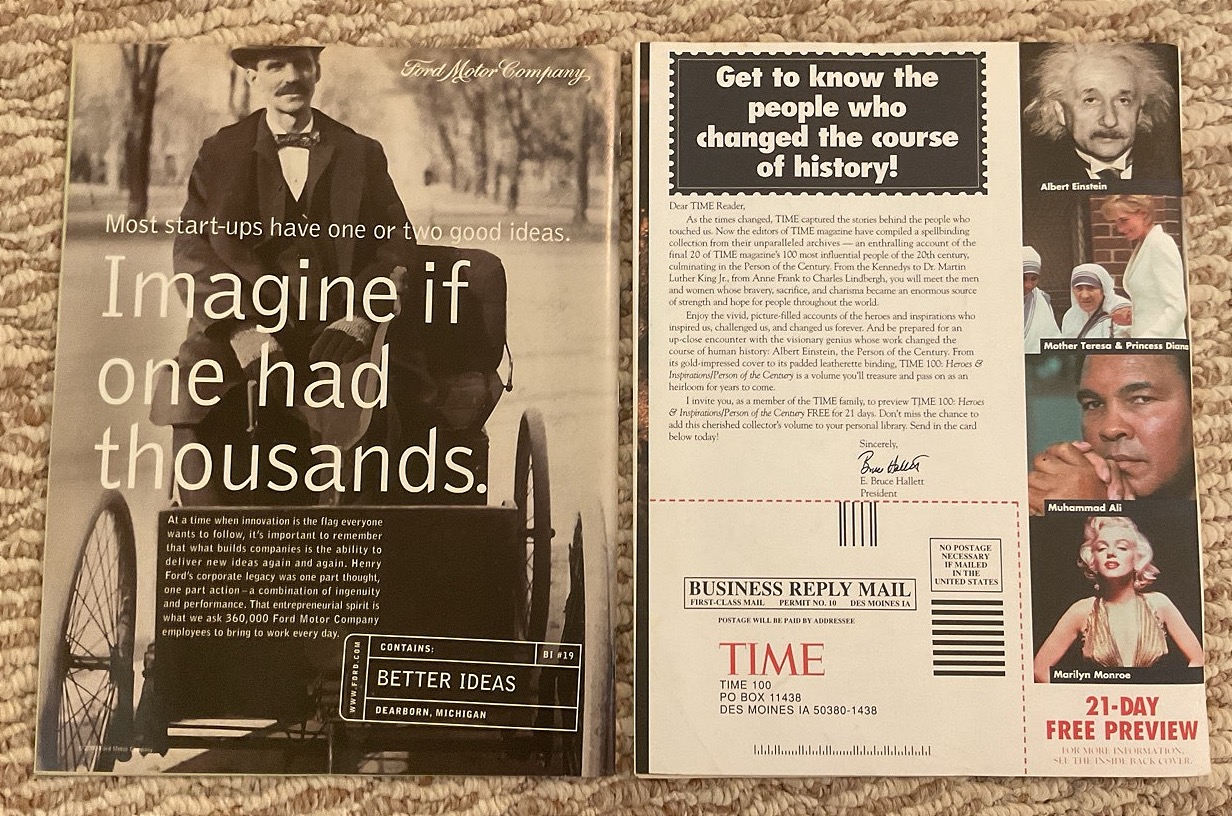 Ford Motor Company
Most start-ups have one or two good ideas.
Imagine if
one had
thousands.
At a time when innovation is the flag everyone
wants to follow, it's important to remember
that what builds companies is the ability to
deliver new ideas again and again. Henry
Ford's corporate legacy was one part thought,
one part action – a combination of ingenuity
and performance. That entrepreneurial spirit is
what we ask 360,000 Ford Motor Company
employees to bring to work every day.
WWW.FORD.COM
CONTAINS:
BI #19
BETTER IDEAS
DEARBORN, MICHIGAN
Ford Motor Company
Get to know the
people who
changed the course
of history!
Dear TIME Reader,
As the times changed, TIME captured the stories behind the people who
touched us. Now the editors of TIME magazine have compiled a spellbinding
collection from their unparalleled archives — an enthralling account of the
final 20 of TIME magazine's 100 most influential people of the 20th century,
culminating in the Person of the Century. From the Kennedys to Dr. Martin
Luther King Jr., from Anne Frank to Charles Lindbergh, you will meet the men
and women whose bravery, sacrifice, and charisma became an enormous source
of strength and hope for people throughout the world.
Enjoy the vivid, picture-filled accounts of the heroes and inspirations who
inspired us, challenged us, and changed us forever. And be prepared for an
up-close encounter with the visionary genius whose work changed the
course of human history: Albert Einstein, the Person of the Century. From
its gold-impressed cover to its padded leatherette binding, TIME 100: Heroes &
Inspirations/Person of the Century is a volume you'll treasure and pass on as an
heirloom for years to come.
I invite you, as a member of the TIME family, to preview TIME 100: Heroes
& Inspirations/Person of the Century FREE for 21 days. Don't miss the chance to
add this cherished collector's volume to your personal library. Send in the card
below today!
Sincerely,
Bruce Hallett
E. Bruce Hallett
President
NO POSTAGE
NECESSARY
IF MAILED
IN THE
UNITED STATES
BUSINESS REPLY MAIL
FIRST-CLASS MAIL PERMIT NO. 10 DES MOINES IA
POSTAGE WILL BE PAID BY ADDRESSEE
TIME
TIME 100
PO BOX 11438
DES MOINES IA 50380-1438
Albert Einstein
Mother Teresa & Princess Diana
Muhammad Ali
Marilyn Monroe
21-DAY
FREE PREVIEW
FOR MORE INFORMATION,
SEE THE INSIDE BACK COVER.